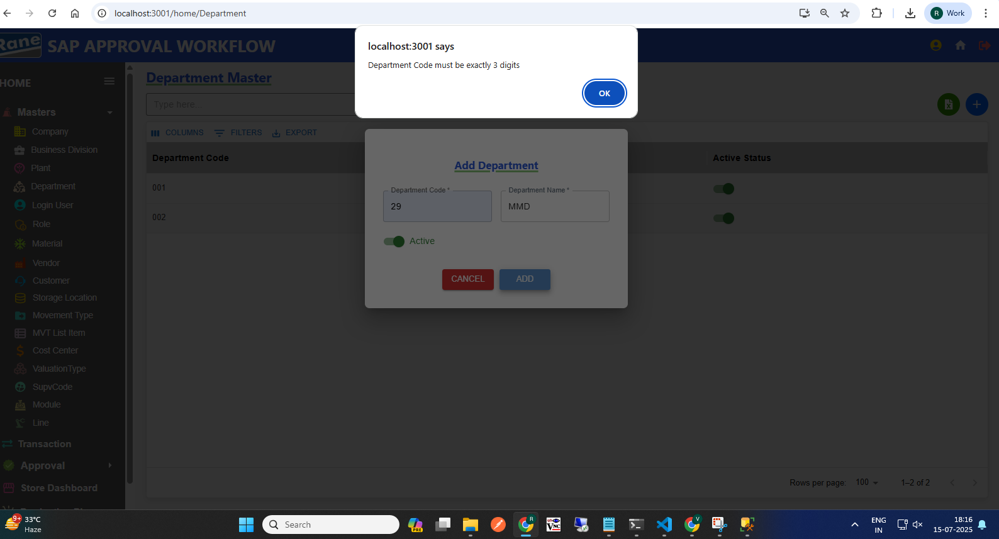 localhost:3001/home/Department
R Work
localhost:3001 says
Department Code must be exactly 3 digits
OK
Rane SAP APPROVAL WORKFLOW
HOME
Masters
Company
Business Division
Plant
Department
Login User
Role
Material
Vendor
Customer
Storage Location
Movement Type
MVT List Item
Cost Center
ValuationType
SupvCode
Module
Line
Transaction
Approval
Store Dashboard
Department Master
Type here...
COLUMNS FILTERS EXPORT
Department Code Active Status
001
002
Add Department
Department Code *
29
Department Name *
MMD
Active
CANCEL ADD
Rows per page: 100 1–2 of 2
9+
33°C
Haze
Search
PRE
R
VNC
V
ENG
IN
18:16
15-07-2025